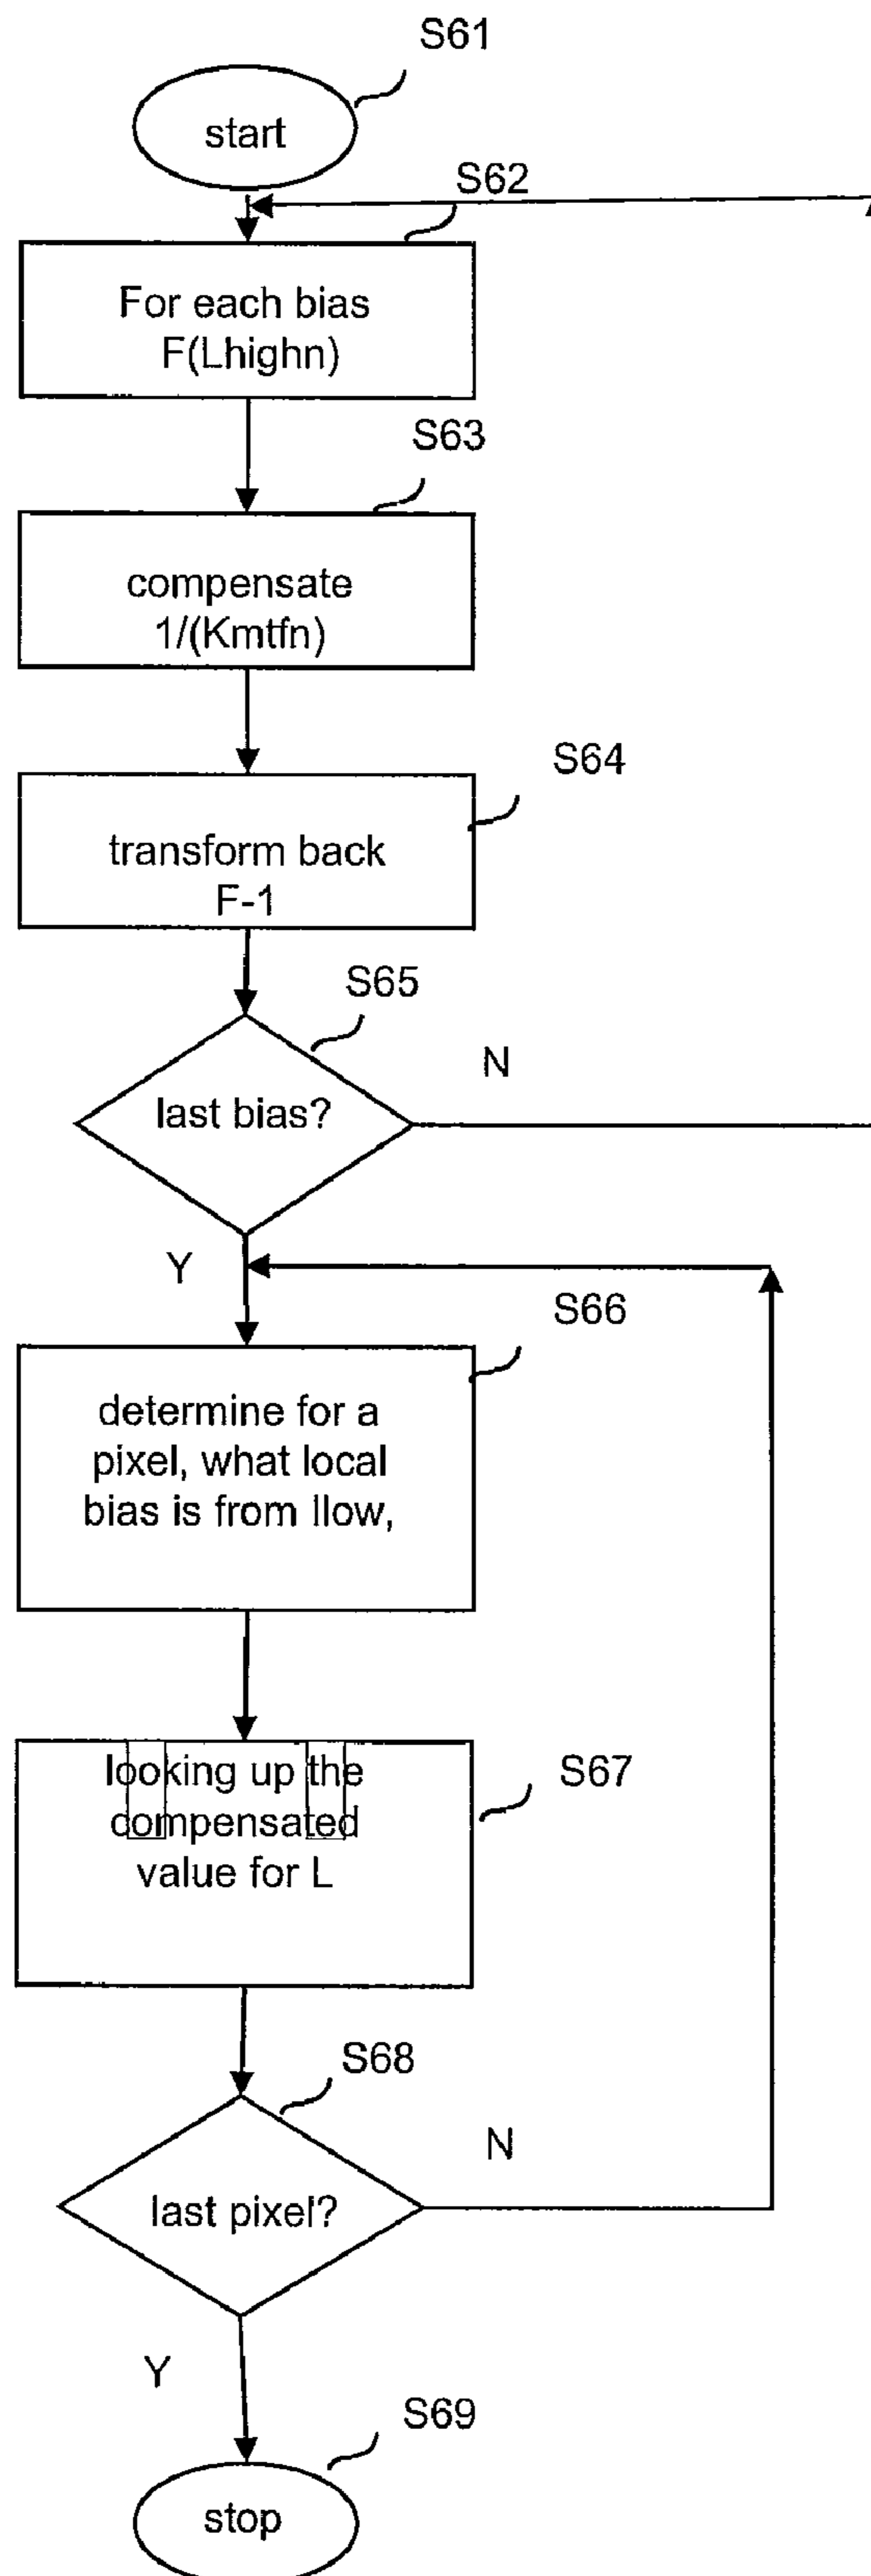 S61
start
S62
For each bias
F(Lhighn)
S63
compensate
1/(Kmtfn)
S64
transform back
F-1
S65
last bias?
N
Y
S66
determine for a
pixel, what local
bias is from llow,
S67
looking up the
compensated
value for L
S68
last pixel?
N
Y
S69
stop